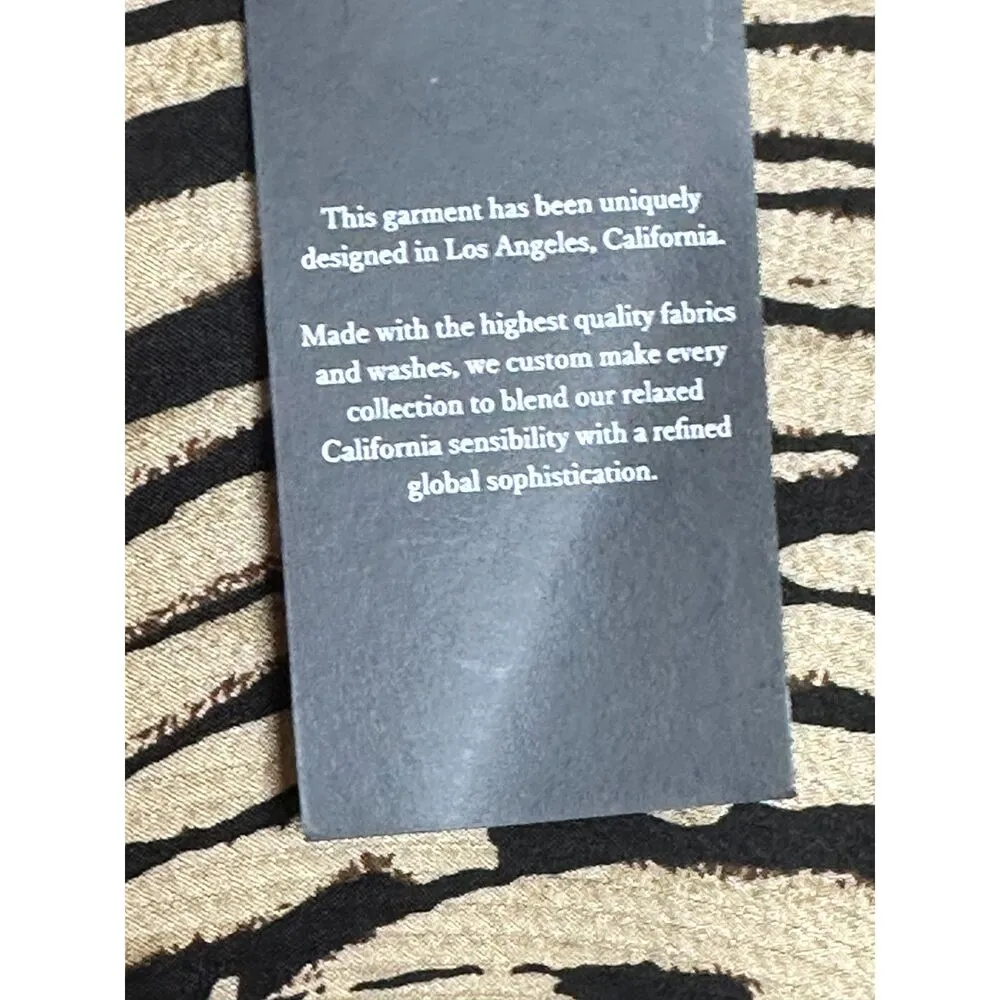 This garment has been uniquely
designed in Los Angeles, California.
Made with the highest quality fabrics
and washes, we custom make every
collection to blend our relaxed
California sensibility with a refined
global sophistication.